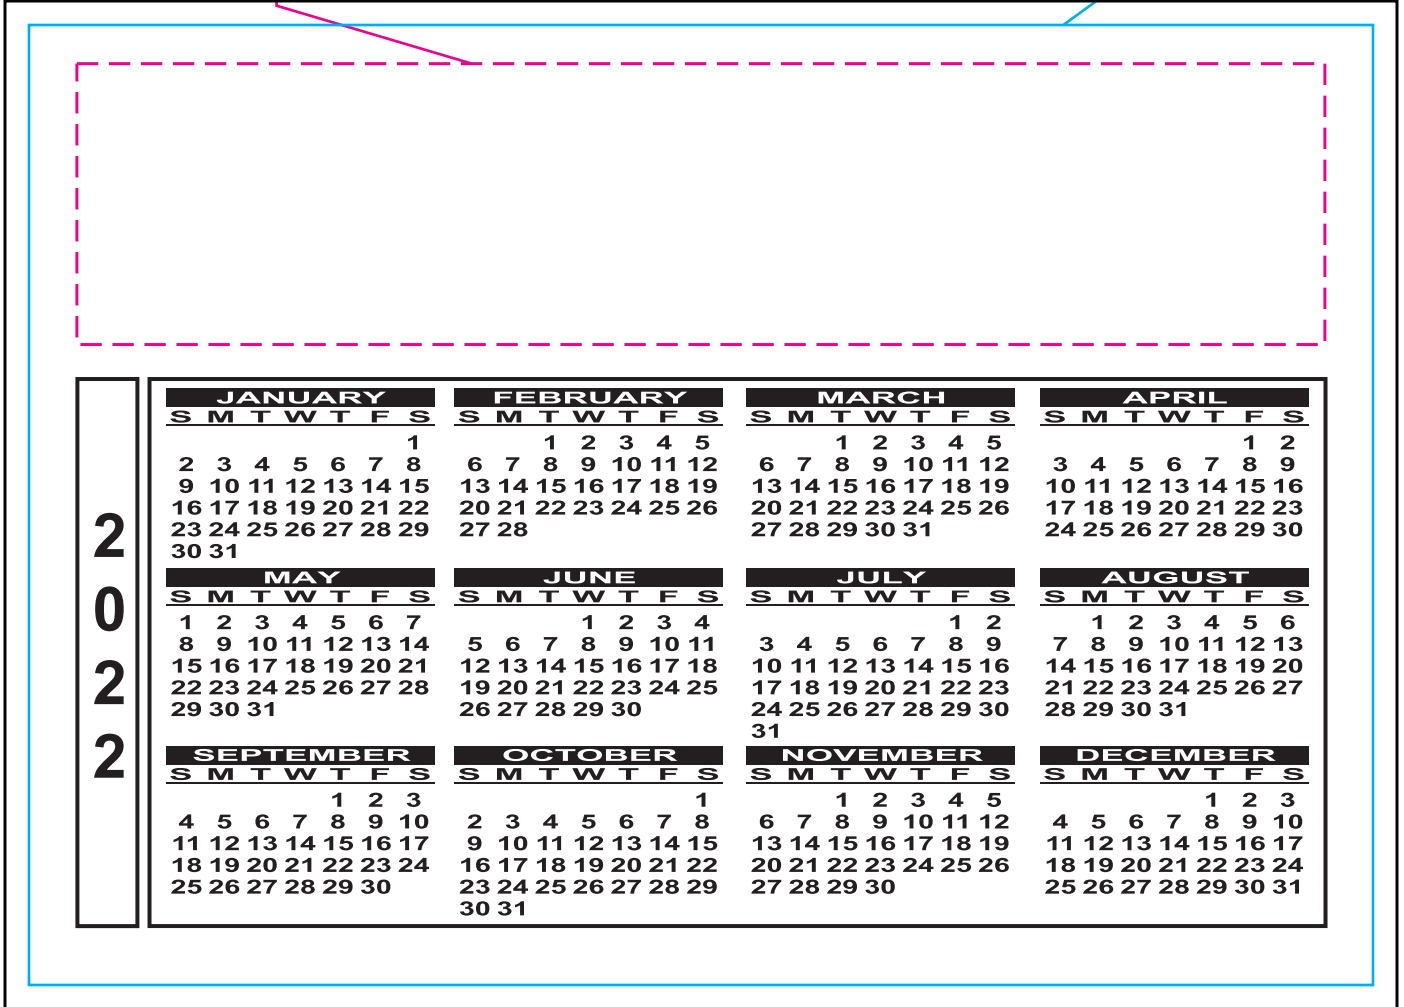 2
0
2
2
JANUARY
S M T W T F S
1
2 3 4 5 6 7 8
9 10 11 12 13 14 15
16 17 18 19 20 21 22
23 24 25 26 27 28 29
30 31
FEBRUARY
S M T W T F S
1 2 3 4 5
6 7 8 9 10 11 12
13 14 15 16 17 18 19
20 21 22 23 24 25 26
27 28
MARCH
S M T W T F S
1 2 3 4 5
6 7 8 9 10 11 12
13 14 15 16 17 18 19
20 21 22 23 24 25 26
27 28 29 30 31
APRIL
S M T W T F S
1 2
3 4 5 6 7 8 9
10 11 12 13 14 15 16
17 18 19 20 21 22 23
24 25 26 27 28 29 30
MAY
S M T W T F S
1 2 3 4 5 6 7
8 9 10 11 12 13 14
15 16 17 18 19 20 21
22 23 24 25 26 27 28
29 30 31
JUNE
S M T W T F S
1 2 3 4
5 6 7 8 9 10 11
12 13 14 15 16 17 18
19 20 21 22 23 24 25
26 27 28 29 30
JULY
S M T W T F S
1 2
3 4 5 6 7 8 9
10 11 12 13 14 15 16
17 18 19 20 21 22 23
24 25 26 27 28 29 30
31
AUGUST
S M T W T F S
1 2 3 4 5 6
7 8 9 10 11 12 13
14 15 16 17 18 19 20
21 22 23 24 25 26 27
28 29 30 31
SEPTEMBER
S M T W T F S
1 2 3
4 5 6 7 8 9 10
11 12 13 14 15 16 17
18 19 20 21 22 23 24
25 26 27 28 29 30
OCTOBER
S M T W T F S
1
2 3 4 5 6 7 8
9 10 11 12 13 14 15
16 17 18 19 20 21 22
23 24 25 26 27 28 29
30 31
NOVEMBER
S M T W T F S
1 2 3 4 5
6 7 8 9 10 11 12
13 14 15 16 17 18 19
20 21 22 23 24 25 26
27 28 29 30
DECEMBER
S M T W T F S
1 2 3
4 5 6 7 8 9 10
11 12 13 14 15 16 17
18 19 20 21 22 23 24
25 26 27 28 29 30 31